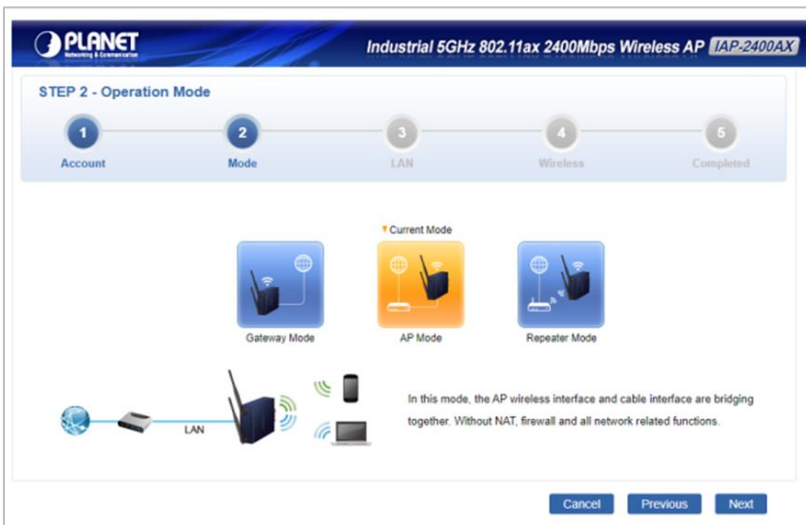 PLANET
Networking & Communication
Industrial 5GHz 802.11ax 2400Mbps Wireless AP IAP-2400AX
STEP 2 - Operation Mode
1 2 3 4 5
Account Mode LAN Wireless Completed
Current Mode
Gateway Mode AP Mode Repeater Mode
LAN
In this mode, the AP wireless interface and cable interface are bridging
together. Without NAT, firewall and all network related functions.
Cancel Previous Next